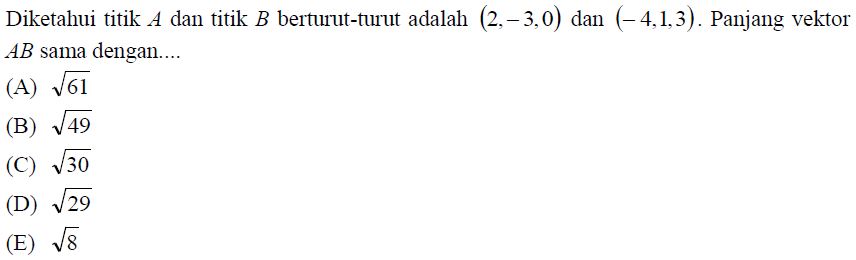 Diketahui titik A dan titik B berturut-turut adalah (2,−3,0) dan (−4,1,3). Panjang vektor
AB sama dengan....
(A) √61
(B) √49
(C) √30
(D) √29
(E) √8